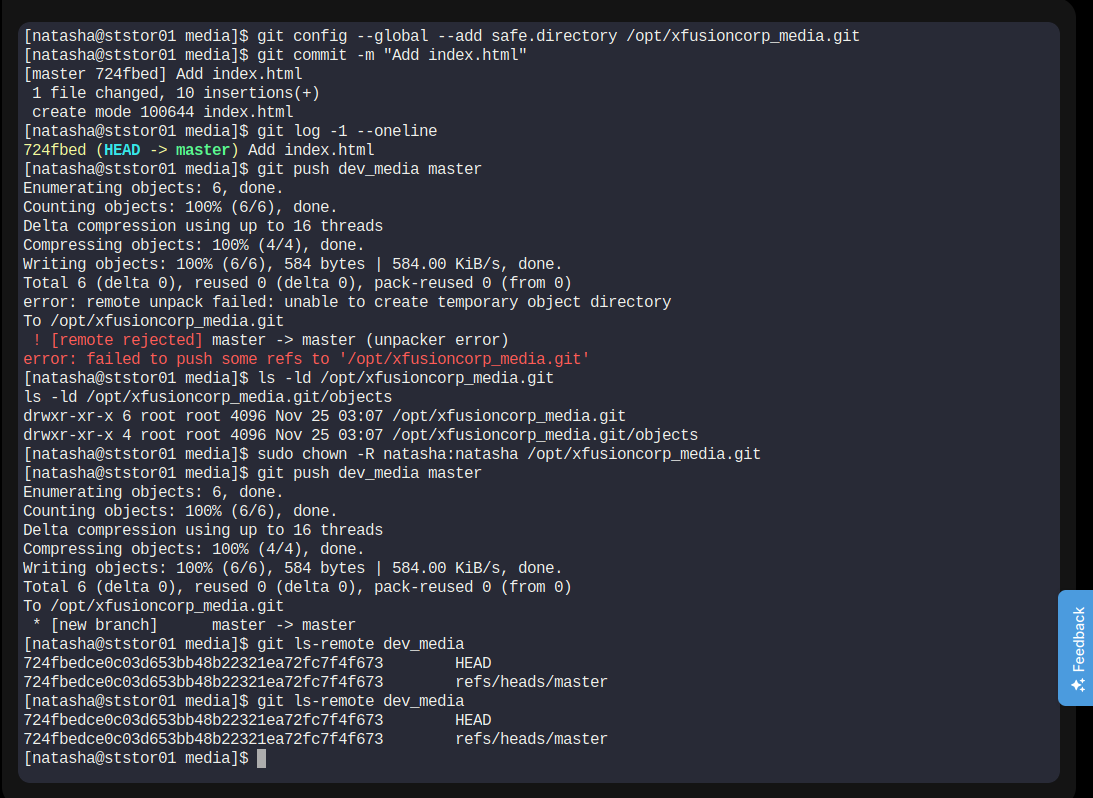 [natasha@ststor01 media]$ git config --global --add safe.directory /opt/xfusioncorp_media.git
[natasha@ststor01 media]$ git commit -m "Add index.html"
[master 724fbed] Add index.html
 1 file changed, 10 insertions(+)
 create mode 100644 index.html
[natasha@ststor01 media]$ git log -1 --oneline
724fbed (HEAD -> master) Add index.html
[natasha@ststor01 media]$ git push dev_media master
Enumerating objects: 6, done.
Counting objects: 100% (6/6), done.
Delta compression using up to 16 threads
Compressing objects: 100% (4/4), done.
Writing objects: 100% (6/6), 584 bytes | 584.00 KiB/s, done.
Total 6 (delta 0), reused 0 (delta 0), pack-reused 0 (from 0)
error: remote unpack failed: unable to create temporary object directory
To /opt/xfusioncorp_media.git
 ! [remote rejected] master -> master (unpacker error)
error: failed to push some refs to '/opt/xfusioncorp_media.git'
[natasha@ststor01 media]$ ls -ld /opt/xfusioncorp_media.git
ls -ld /opt/xfusioncorp_media.git/objects
drwxr-xr-x 6 root root 4096 Nov 25 03:07 /opt/xfusioncorp_media.git
drwxr-xr-x 4 root root 4096 Nov 25 03:07 /opt/xfusioncorp_media.git/objects
[natasha@ststor01 media]$ sudo chown -R natasha:natasha /opt/xfusioncorp_media.git
[natasha@ststor01 media]$ git push dev_media master
Enumerating objects: 6, done.
Counting objects: 100% (6/6), done.
Delta compression using up to 16 threads
Compressing objects: 100% (4/4), done.
Writing objects: 100% (6/6), 584 bytes | 584.00 KiB/s, done.
Total 6 (delta 0), reused 0 (delta 0), pack-reused 0 (from 0)
To /opt/xfusioncorp_media.git
 * [new branch]      master -> master
[natasha@ststor01 media]$ git ls-remote dev_media
724fbedce0c03d653bb48b22321ea72fc7f4f673        HEAD
724fbedce0c03d653bb48b22321ea72fc7f4f673        refs/heads/master
[natasha@ststor01 media]$ git ls-remote dev_media
724fbedce0c03d653bb48b22321ea72fc7f4f673        HEAD
724fbedce0c03d653bb48b22321ea72fc7f4f673        refs/heads/master
[natasha@ststor01 media]$
Feedback